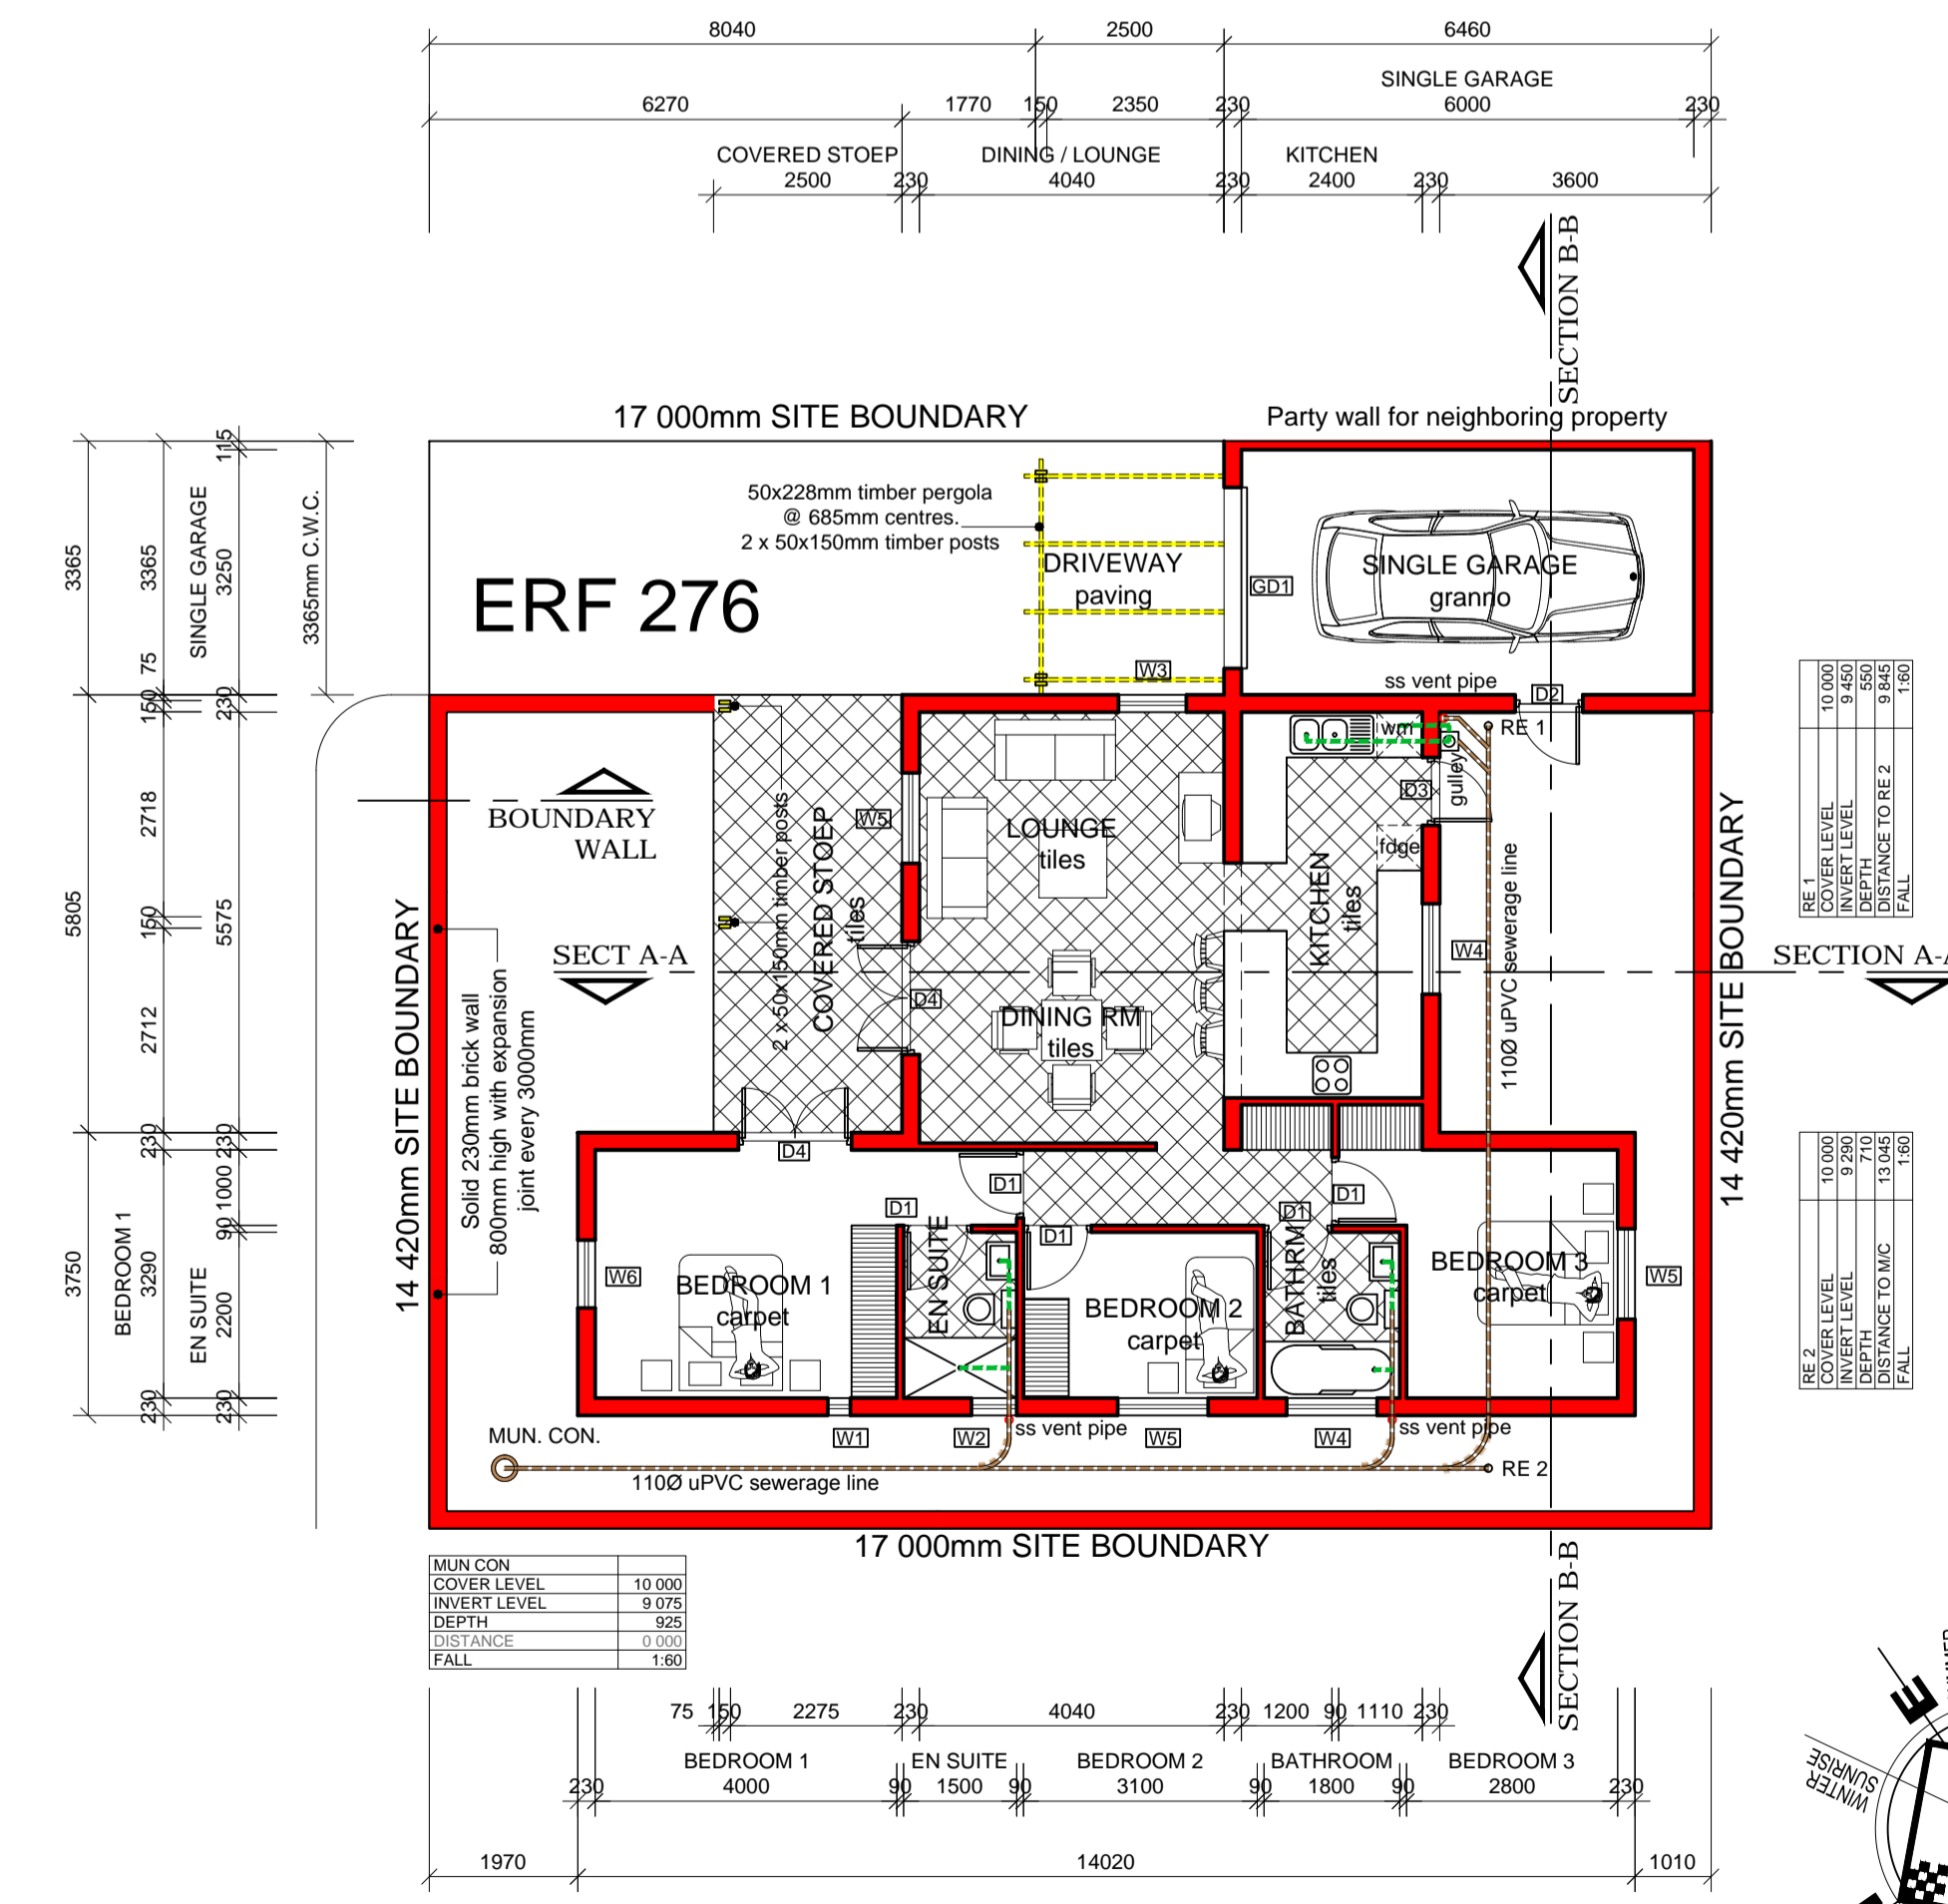 8040 2500 6460
SINGLE GARAGE
6270 1770 150 2350 230 6000 230
COVERED STOEP DINING / LOUNGE KITCHEN
2500 230 4040 230 2400 230 3600
SECTION B-B
17 000mm SITE BOUNDARY
Party wall for neighboring property
3365
5805
3750
3365
75
150
2718
150
2712
230
BEDROOM 1
3290
230
115
SINGLE GARAGE
3250
230
5575
230
1000
90
EN SUITE
2200
230
3365mm C.W.C.
50x228mm timber pergola
@ 685mm centres.
2 x 50x150mm timber posts
ERF 276
DRIVEWAY
paving
GD1
SINGLE GARAGE
granno
W3
ss vent pipe
D2
wm
RE 1
gulley
D3
fdge
BOUNDARY
WALL
W5
LOUNGE
tiles
KITCHEN
tiles
2 x 50x150mm timber posts
COVERED STOEP
tiles
110Ø uPVC sewerage line
W4
SECT A-A
SECTION A-A
D4
DINING RM
tiles
14 420mm SITE BOUNDARY
Solid 230mm brick wall
800mm high with expansion
joint every 3000mm
14 420mm SITE BOUNDARY
D4
D1
D1
D1
D1
D1
W6
BEDROOM 1
carpet
EN SUITE
BEDROOM 2
carpet
BATHRM
tiles
BEDROOM 3
carpet
W5
MUN. CON.
W1
W2
ss vent pipe
W5
W4
ss vent pipe
110Ø uPVC sewerage line
RE 2
17 000mm SITE BOUNDARY
RE 1
COVER LEVEL 10 000
INVERT LEVEL 9 450
DEPTH 550
DISTANCE TO RE 2 9 845
FALL 1:60
RE 2
COVER LEVEL 10 000
INVERT LEVEL 9 290
DEPTH 710
DISTANCE TO M/C 13 045
FALL 1:60
MUN CON
COVER LEVEL 10 000
INVERT LEVEL 9 075
DEPTH 925
DISTANCE 0 000
FALL 1:60
SECTION B-B
75 150 2275 230 4040 230 1200 90 1110 230
BEDROOM 1 EN SUITE BEDROOM 2 BATHROOM BEDROOM 3
230 4000 90 1500 90 3100 90 1800 90 2800 230
1970 14020 1010
E
WINTER
SUNRISE